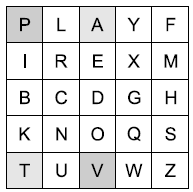 P L A Y F
I R E X M
B C D G H
K N O Q S
T U V W Z